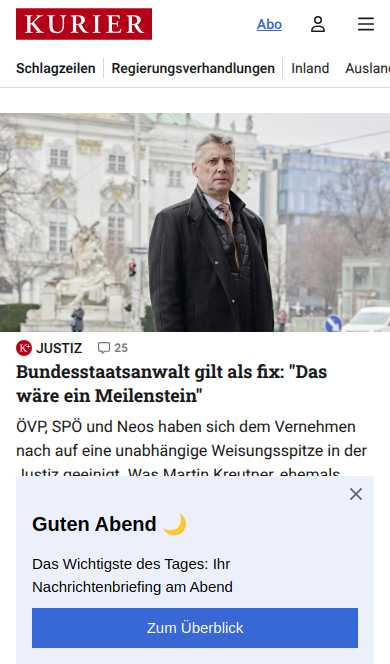 KURIER
Abo
Schlagzeilen
Regierungsverhandlungen
Inland
Auslan
K+ JUSTIZ 25
Bundesstaatsanwalt gilt als fix: "Das
wäre ein Meilenstein"
ÖVP, SPÖ und Neos haben sich dem Vernehmen
nach auf eine unabhängige Weisungsspitze in der
Justiz geeinigt. Was Martin Kreutner, ehemals
Guten Abend 🌙
Das Wichtigste des Tages: Ihr
Nachrichtenbriefing am Abend
Zum Überblick